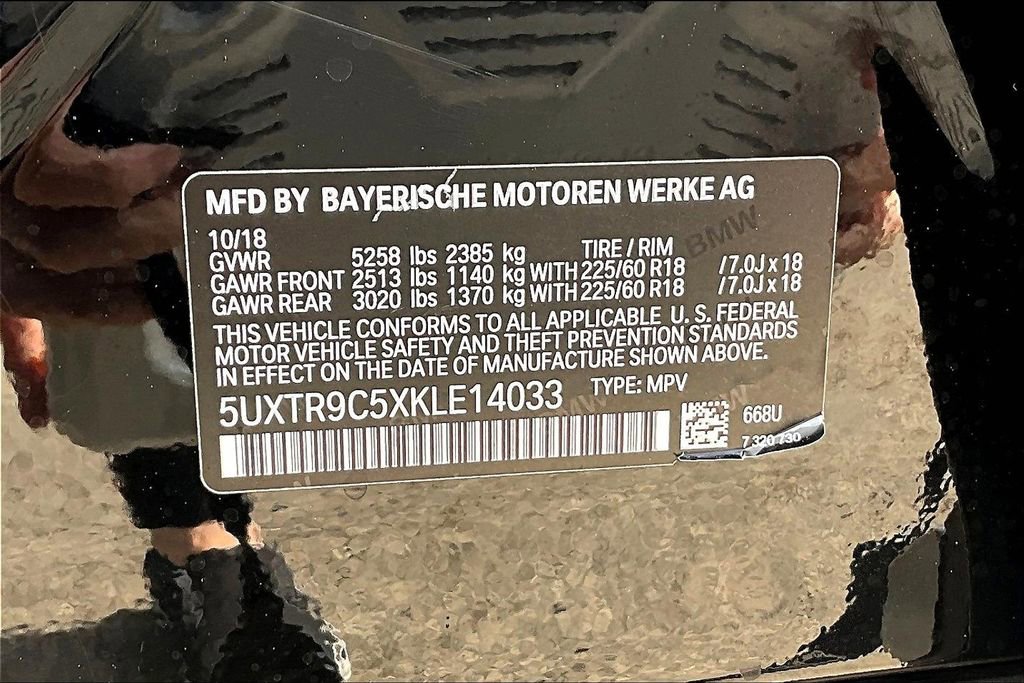 MFD BY BAYERISCHE MOTOREN WERKE AG
10/18
GVWR 5258 lbs 2385 kg TIRE / RIM
GAWR FRONT 2513 lbs 1140 kg WITH 225/60 R18 /7.0J x 18
GAWR REAR 3020 lbs 1370 kg WITH 225/60 R18 /7.0J x 18
THIS VEHICLE CONFORMS TO ALL APPLICABLE U. S. FEDERAL
MOTOR VEHICLE SAFETY AND THEFT PREVENTION STANDARDS
IN EFFECT ON THE DATE OF MANUFACTURE SHOWN ABOVE.
5UXTR9C5XKLE14033 TYPE: MPV
668U
7 320 730
BMW